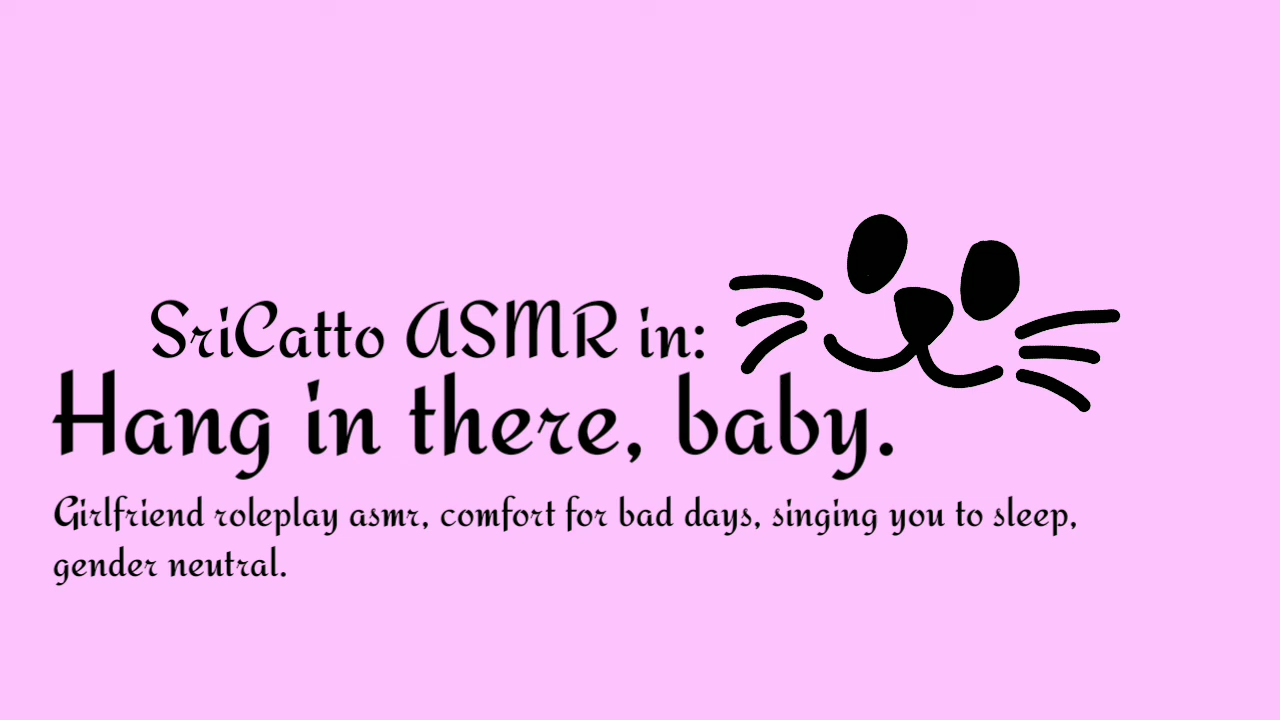 SriCatto ASMR in:
Hang in there, baby.
Girlfriend roleplay asmr, comfort for bad days, singing you to sleep,
gender neutral.